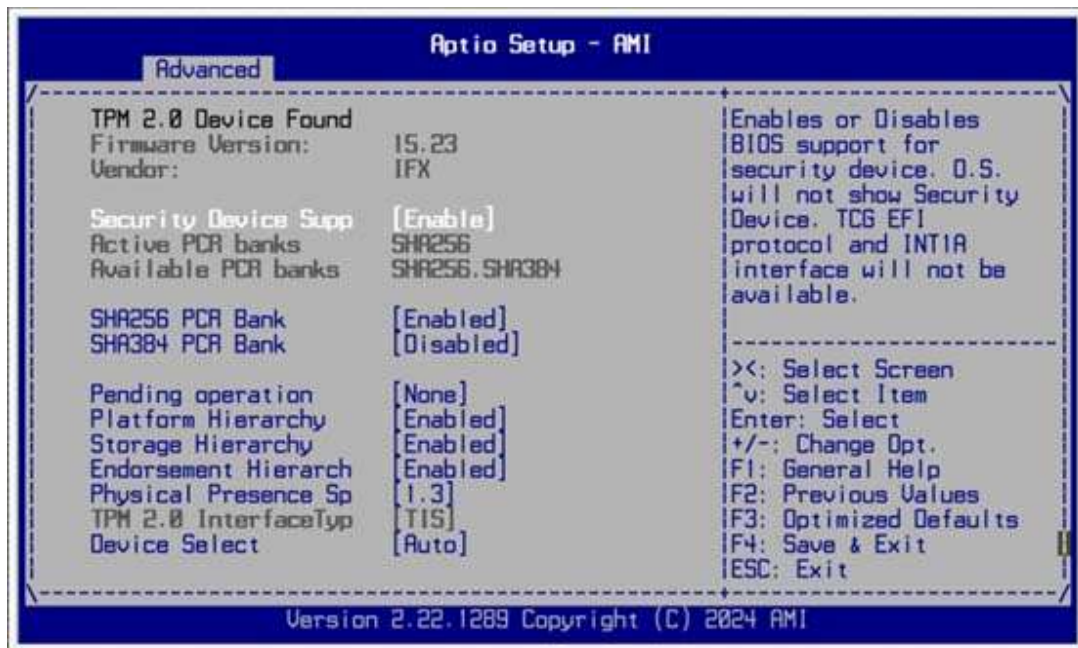 Aptio Setup - AMI
Advanced
TPM 2.0 Device Found
Firmware Version: 15.23
Vendor: IFX
Security Device Supp [Enable]
Active PCR banks SHA256
Available PCR banks SHA256.SHA384
SHA256 PCR Bank [Enabled]
SHA384 PCR Bank [Disabled]
Pending operation [None]
Platform Hierarchy [Enabled]
Storage Hierarchy [Enabled]
Endorsement Hierarch [Enabled]
Physical Presence Sp [1.3]
TPM 2.0 InterfaceTyp [TIS]
Device Select [Auto]
Enables or Disables
BIOS support for
security device. O.S.
will not show Security
Device. TCG EFI
protocol and INT1A
interface will not be
available.
><: Select Screen
^v: Select Item
Enter: Select
+/-: Change Opt.
F1: General Help
F2: Previous Values
F3: Optimized Defaults
F4: Save & Exit
ESC: Exit
Version 2.22.1289 Copyright (C) 2024 AMI